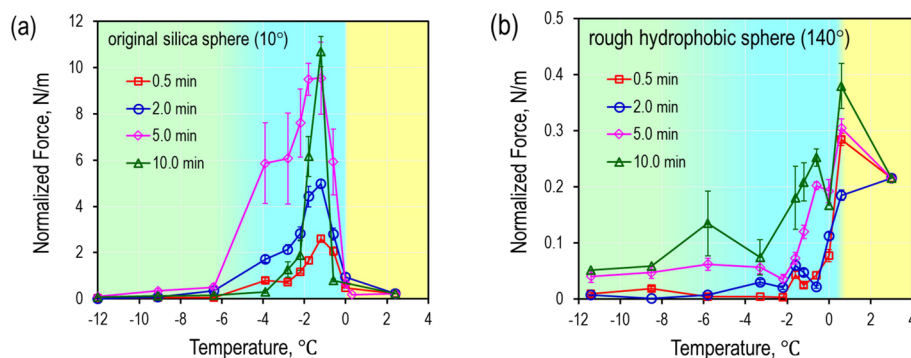 (a)
original silica sphere (10°)
0.5 min
2.0 min
5.0 min
10.0 min
Normalized Force, N/m
12
10
8
6
4
2
0
-12 -10 -8 -6 -4 -2 0 2 4
Temperature, °C
(b)
rough hydrophobic sphere (140°)
0.5 min
2.0 min
5.0 min
10.0 min
Normalized Force, N/m
0.5
0.4
0.3
0.2
0.1
0
-12 -10 -8 -6 -4 -2 0 2 4
Temperature, °C